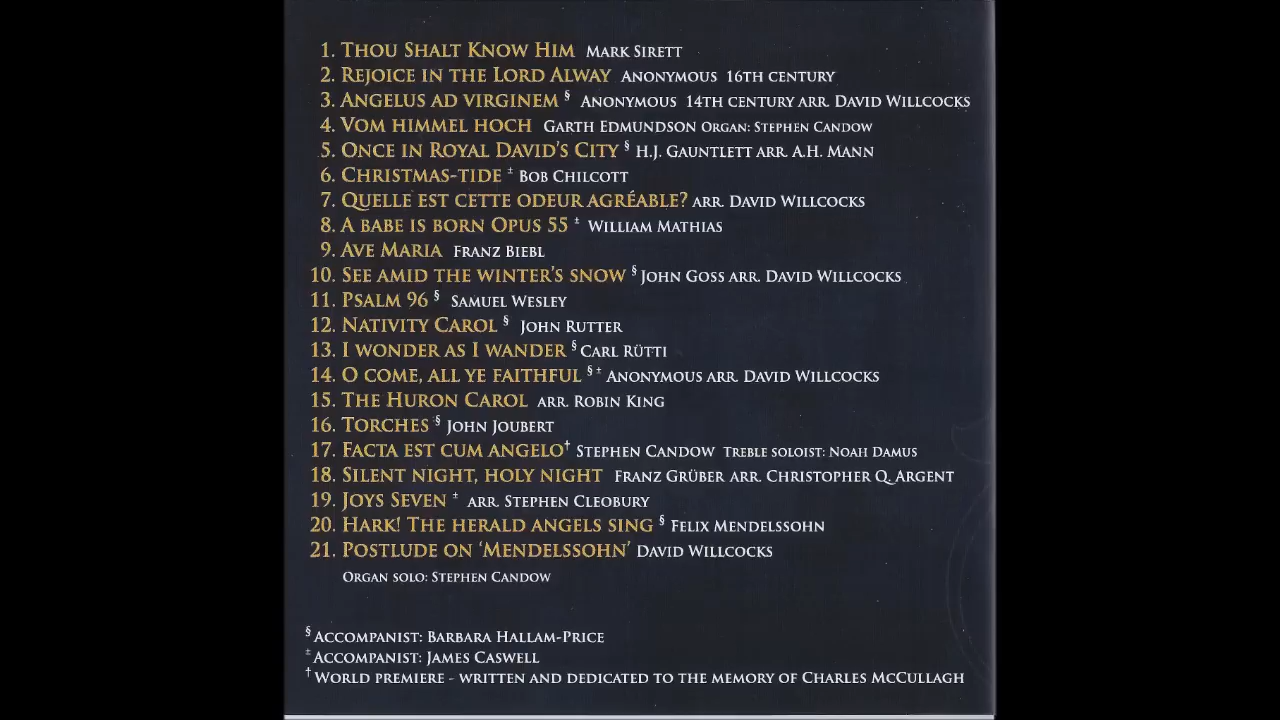 1. Thou Shalt Know Him Mark Sirett
2. Rejoice in the Lord Alway Anonymous 16th century
3. Angelus ad virginem § Anonymous 14th century arr. David Willcocks
4. Vom himmel hoch Garth Edmundson Organ: Stephen Candow
5. Once in Royal David's City § H.J. Gauntlett arr. A.H. Mann
6. Christmas-tide ± Bob Chilcott
7. Quelle est cette odeur agréable? arr. David Willcocks
8. A babe is born Opus 55 ± William Mathias
9. Ave Maria Franz Biebl
10. See amid the winter's snow § John Goss arr. David Willcocks
11. Psalm 96 § Samuel Wesley
12. Nativity Carol § John Rutter
13. I wonder as I wander § Carl Rütti
14. O come, all ye faithful § ± Anonymous arr. David Willcocks
15. The Huron Carol arr. Robin King
16. Torches § John Joubert
17. Facta est cum angelo† Stephen Candow Treble soloist: Noah Damus
18. Silent night, holy night Franz Grüber arr. Christopher Q. Argent
19. Joys Seven ± arr. Stephen Cleobury
20. Hark! The herald angels sing § Felix Mendelssohn
21. Postlude on 'Mendelssohn' David Willcocks
Organ solo: Stephen Candow
§ Accompanist: Barbara Hallam-Price
± Accompanist: James Caswell
† World premiere - written and dedicated to the memory of Charles McCullagh